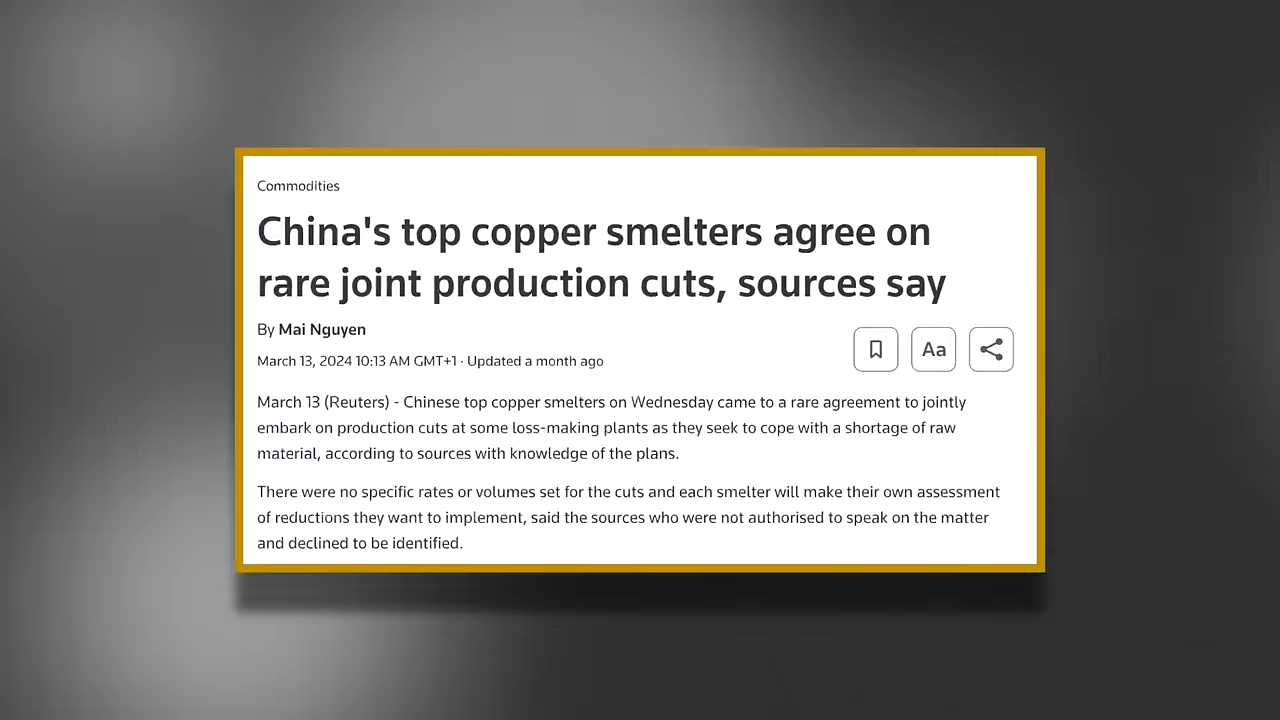 Commodities
China's top copper smelters agree on
rare joint production cuts, sources say
By Mai Nguyen
March 13, 2024 10:13 AM GMT+1 · Updated a month ago
Aa
March 13 (Reuters) - Chinese top copper smelters on Wednesday came to a rare agreement to jointly
embark on production cuts at some loss-making plants as they seek to cope with a shortage of raw
material, according to sources with knowledge of the plans.
There were no specific rates or volumes set for the cuts and each smelter will make their own assessment
of reductions they want to implement, said the sources who were not authorised to speak on the matter
and declined to be identified.